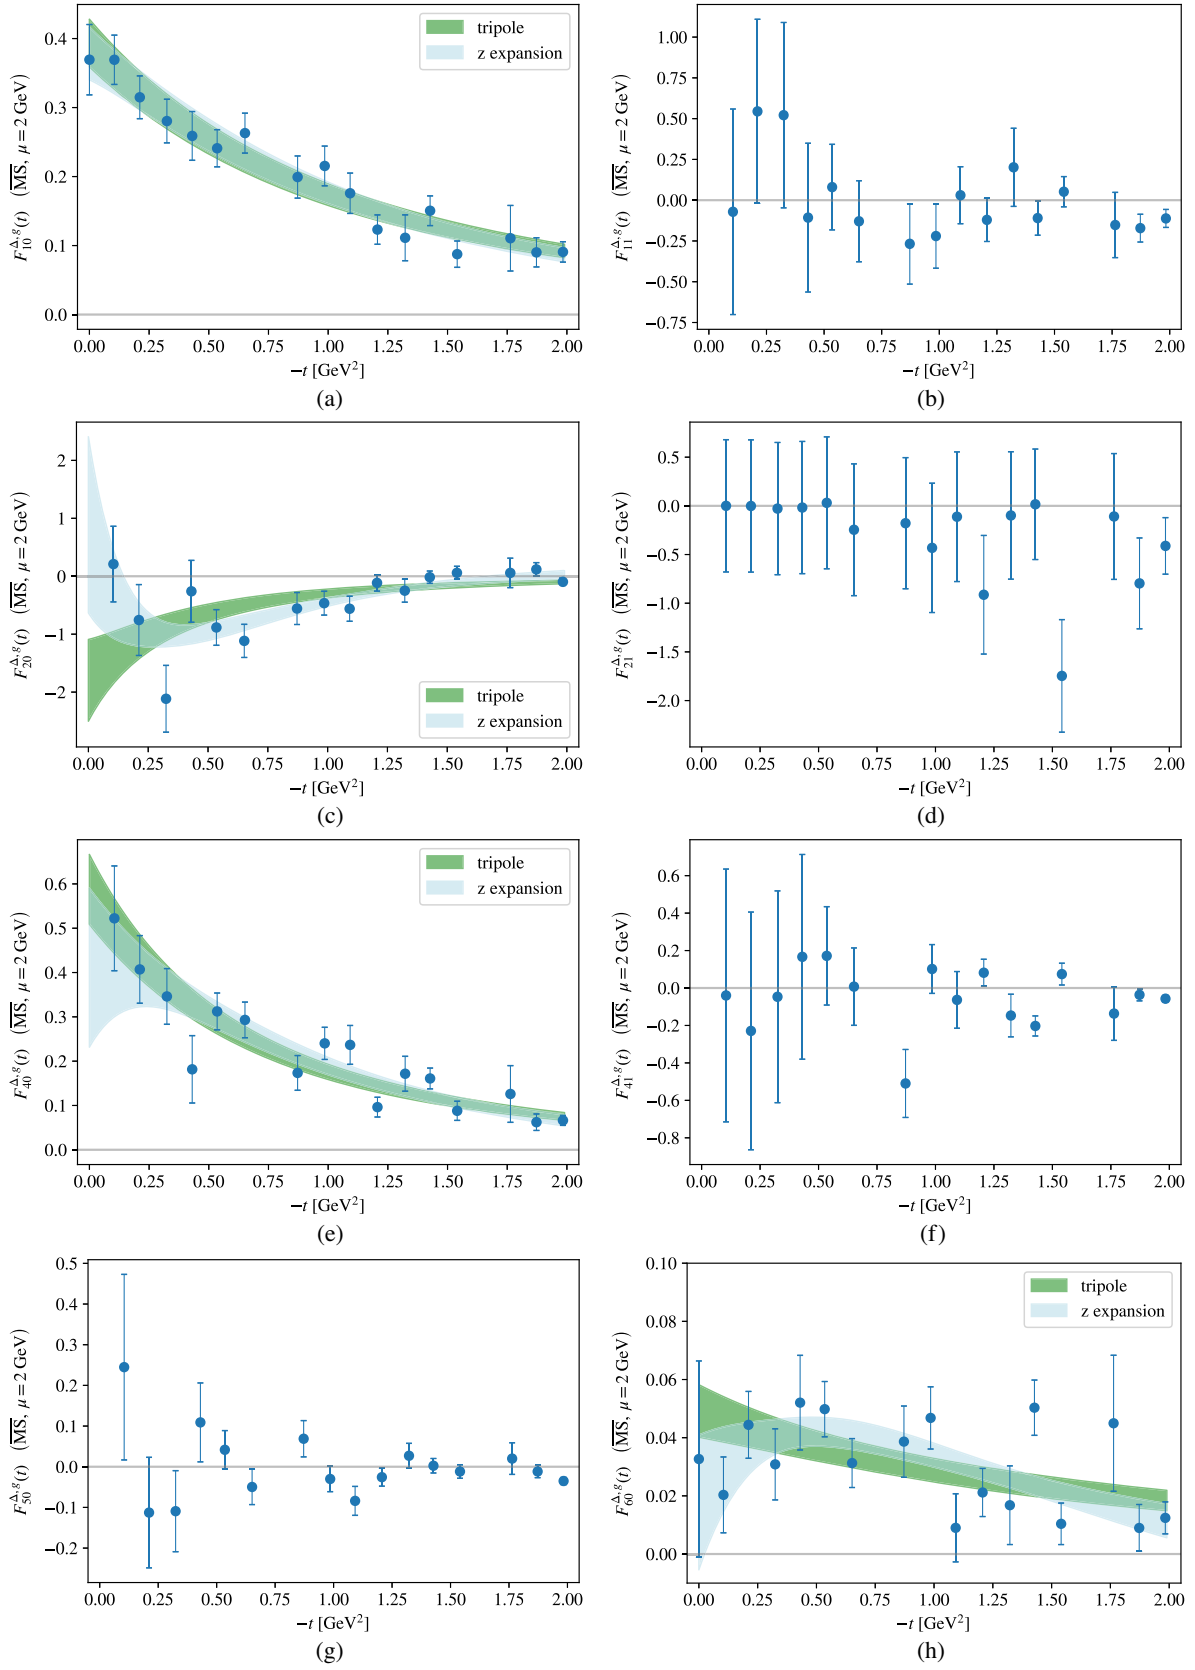 0.4
0.3
0.2
0.1
0.0
F_{10}^{Δ,g}(t) (\overline{MS}, μ = 2 GeV)
tripole
z expansion
0.00 0.25 0.50 0.75 1.00 1.25 1.50 1.75 2.00
−t [GeV²]
(a)
1.00
0.75
0.50
0.25
0.00
−0.25
−0.50
−0.75
F_{11}^{Δ,g}(t) (\overline{MS}, μ = 2 GeV)
0.00 0.25 0.50 0.75 1.00 1.25 1.50 1.75 2.00
−t [GeV²]
(b)
2
1
0
−1
−2
F_{20}^{Δ,g}(t) (\overline{MS}, μ = 2 GeV)
tripole
z expansion
0.00 0.25 0.50 0.75 1.00 1.25 1.50 1.75 2.00
−t [GeV²]
(c)
0.5
0.0
−0.5
−1.0
−1.5
−2.0
F_{21}^{Δ,g}(t) (\overline{MS}, μ = 2 GeV)
0.00 0.25 0.50 0.75 1.00 1.25 1.50 1.75 2.00
−t [GeV²]
(d)
0.6
0.5
0.4
0.3
0.2
0.1
0.0
F_{40}^{Δ,g}(t) (\overline{MS}, μ = 2 GeV)
tripole
z expansion
0.00 0.25 0.50 0.75 1.00 1.25 1.50 1.75 2.00
−t [GeV²]
(e)
0.6
0.4
0.2
0.0
−0.2
−0.4
−0.6
−0.8
F_{41}^{Δ,g}(t) (\overline{MS}, μ = 2 GeV)
0.00 0.25 0.50 0.75 1.00 1.25 1.50 1.75 2.00
−t [GeV²]
(f)
0.5
0.4
0.3
0.2
0.1
0.0
−0.1
−0.2
F_{50}^{Δ,g}(t) (\overline{MS}, μ = 2 GeV)
0.00 0.25 0.50 0.75 1.00 1.25 1.50 1.75 2.00
−t [GeV²]
(g)
0.10
0.08
0.06
0.04
0.02
0.00
F_{60}^{Δ,g}(t) (\overline{MS}, μ = 2 GeV)
tripole
z expansion
0.00 0.25 0.50 0.75 1.00 1.25 1.50 1.75 2.00
−t [GeV²]
(h)